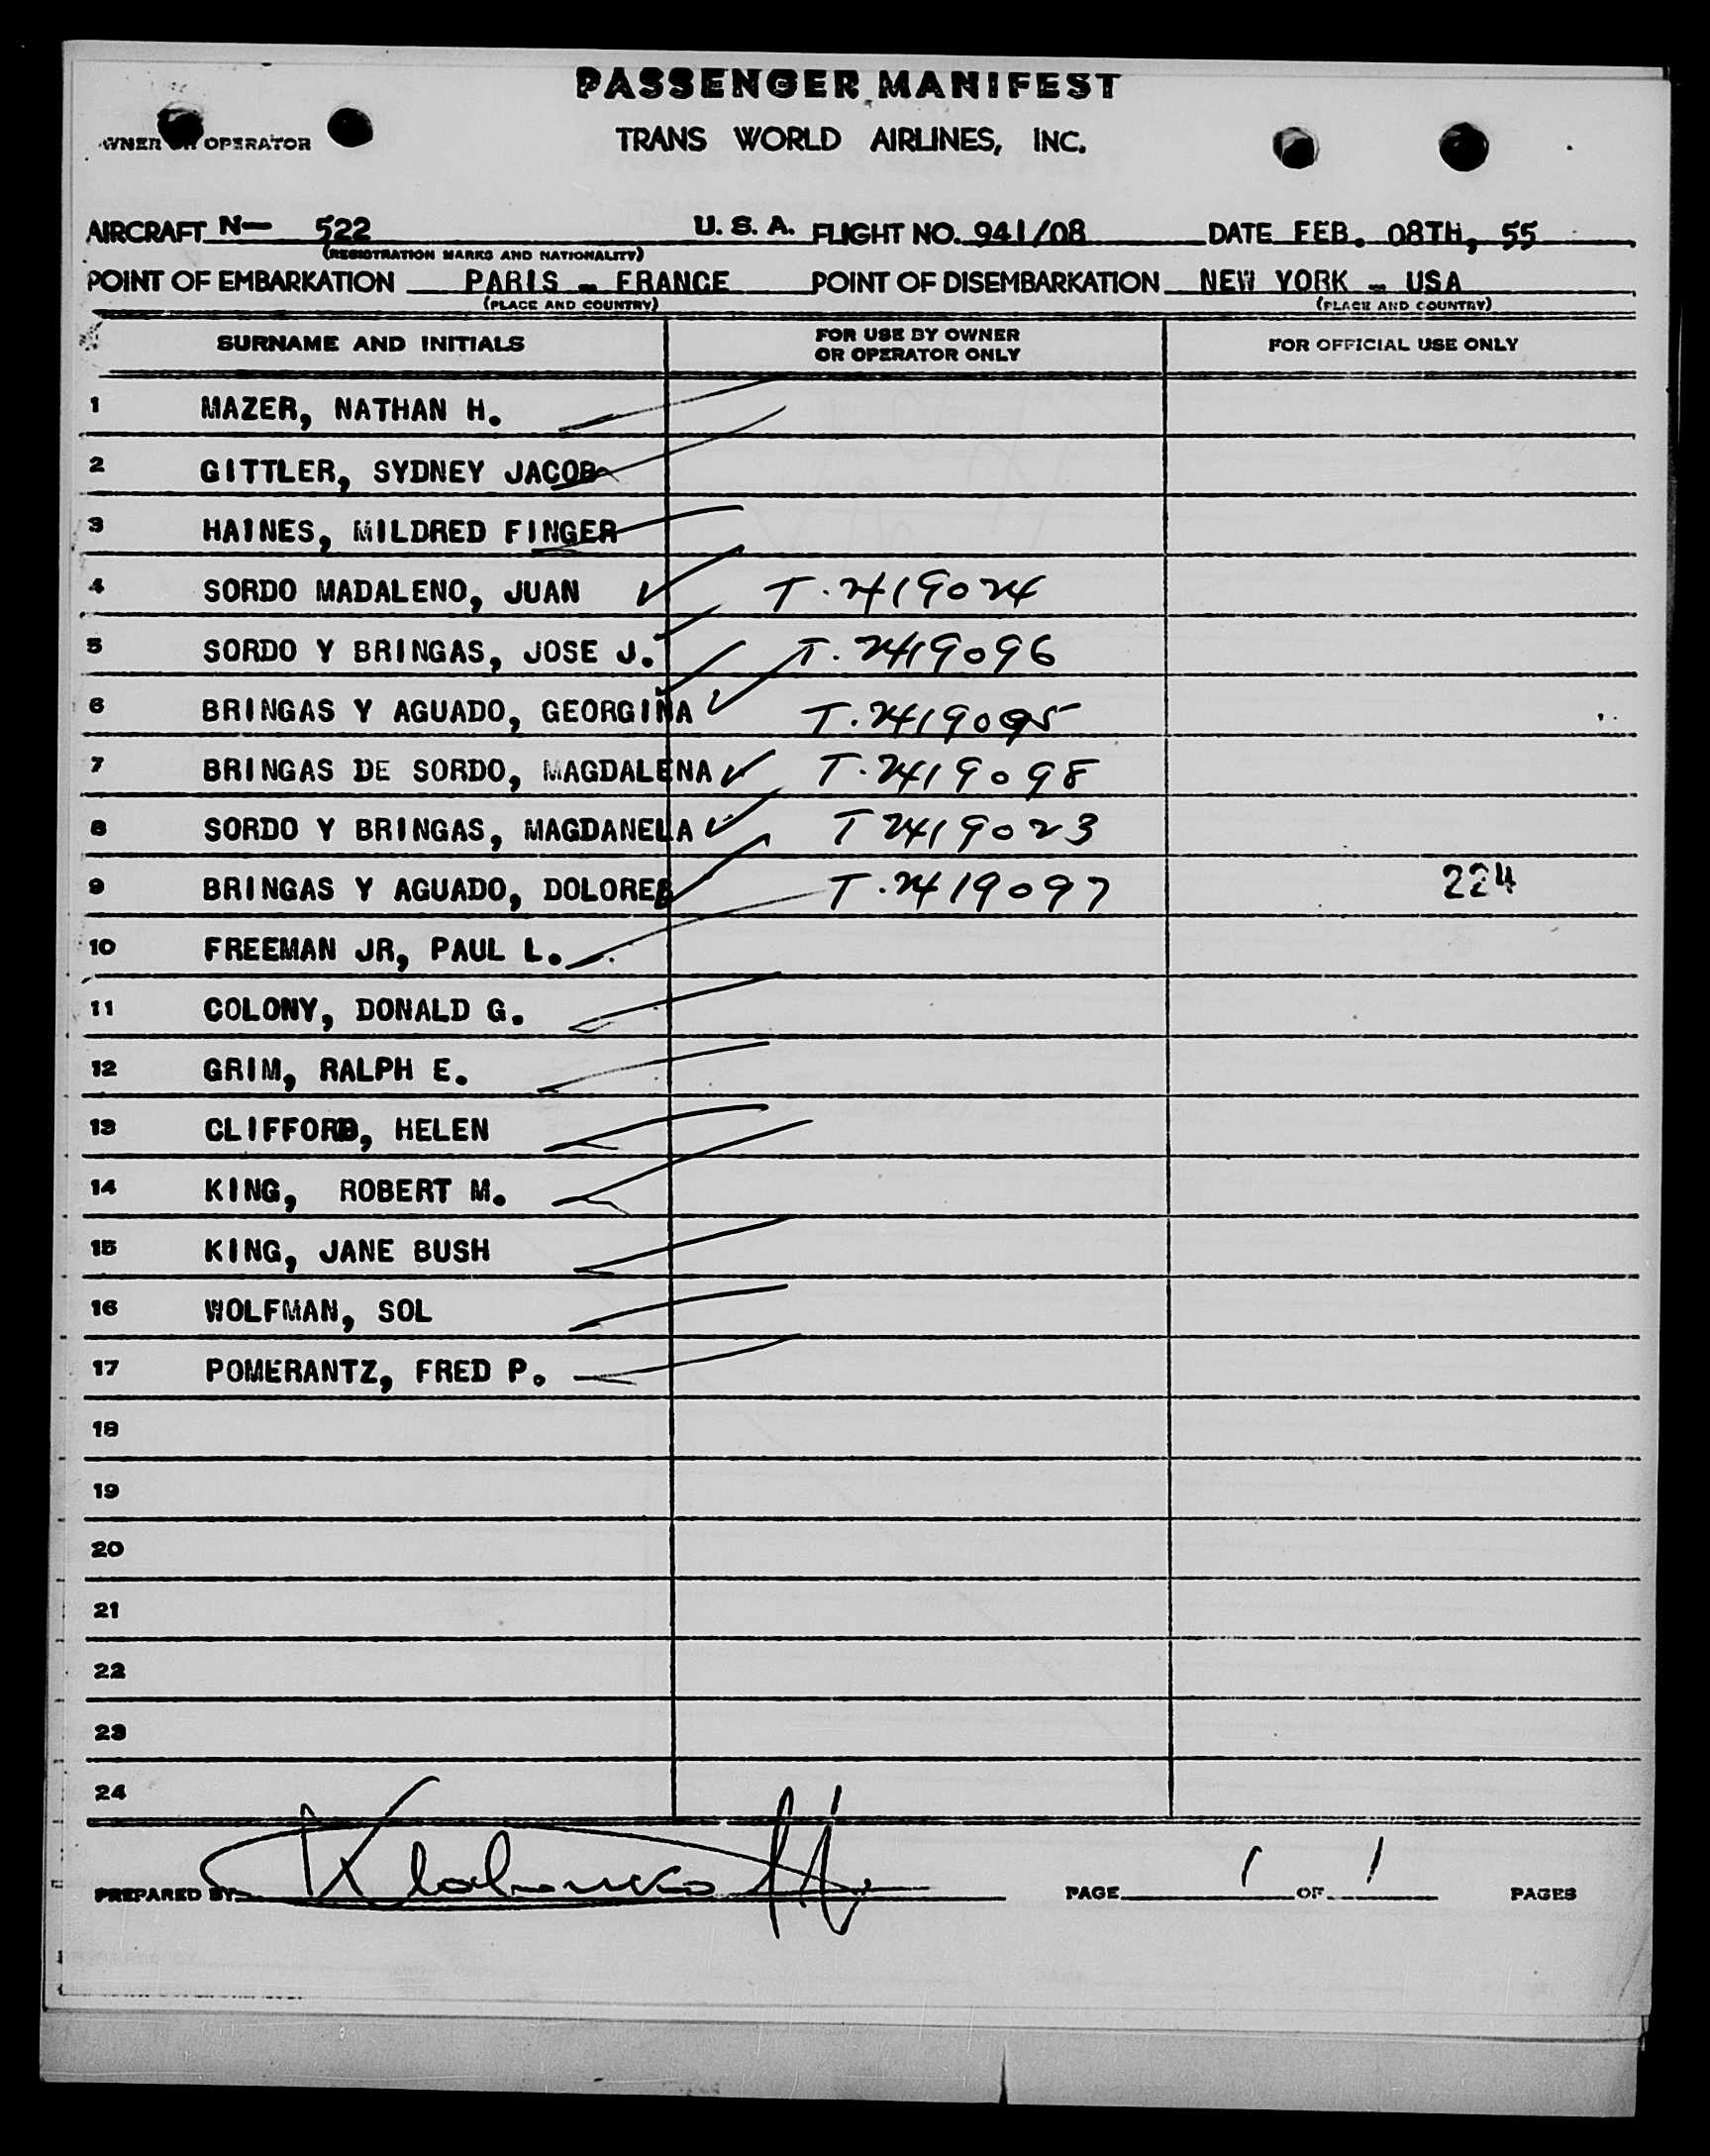 PASSENGER MANIFEST
OWNER OR OPERATOR TRANS WORLD AIRLINES, INC.
AIRCRAFT N— 522 U. S. A. FLIGHT NO. 941/08 DATE FEB. 08TH, 55
(REGISTRATION MARKS AND NATIONALITY)
POINT OF EMBARKATION PARIS - FRANCE POINT OF DISEMBARKATION NEW YORK - USA
(PLACE AND COUNTRY) (PLACE AND COUNTRY)
SURNAME AND INITIALS FOR USE BY OWNER OR OPERATOR ONLY FOR OFFICIAL USE ONLY
1 MAZER, NATHAN H.
2 GITTLER, SYDNEY JACOB
3 HAINES, MILDRED FINGER
4 SORDO MADALENO, JUAN T. 2419024
5 SORDO Y BRINGAS, JOSE J. T. 2419096
6 BRINGAS Y AGUADO, GEORGINA T. 2419095
7 BRINGAS DE SORDO, MAGDALENA T. 2419098
8 SORDO Y BRINGAS, MAGDANELA T 2419023
9 BRINGAS Y AGUADO, DOLORES T. 2419097 224
10 FREEMAN JR, PAUL L.
11 COLONY, DONALD G.
12 GRIM, RALPH E.
13 CLIFFORD, HELEN
14 KING, ROBERT M.
15 KING, JANE BUSH
16 WOLFMAN, SOL
17 POMERANTZ, FRED P.
18
19
20
21
22
23
24
PREPARED BY PAGE 1 OF 1 PAGES